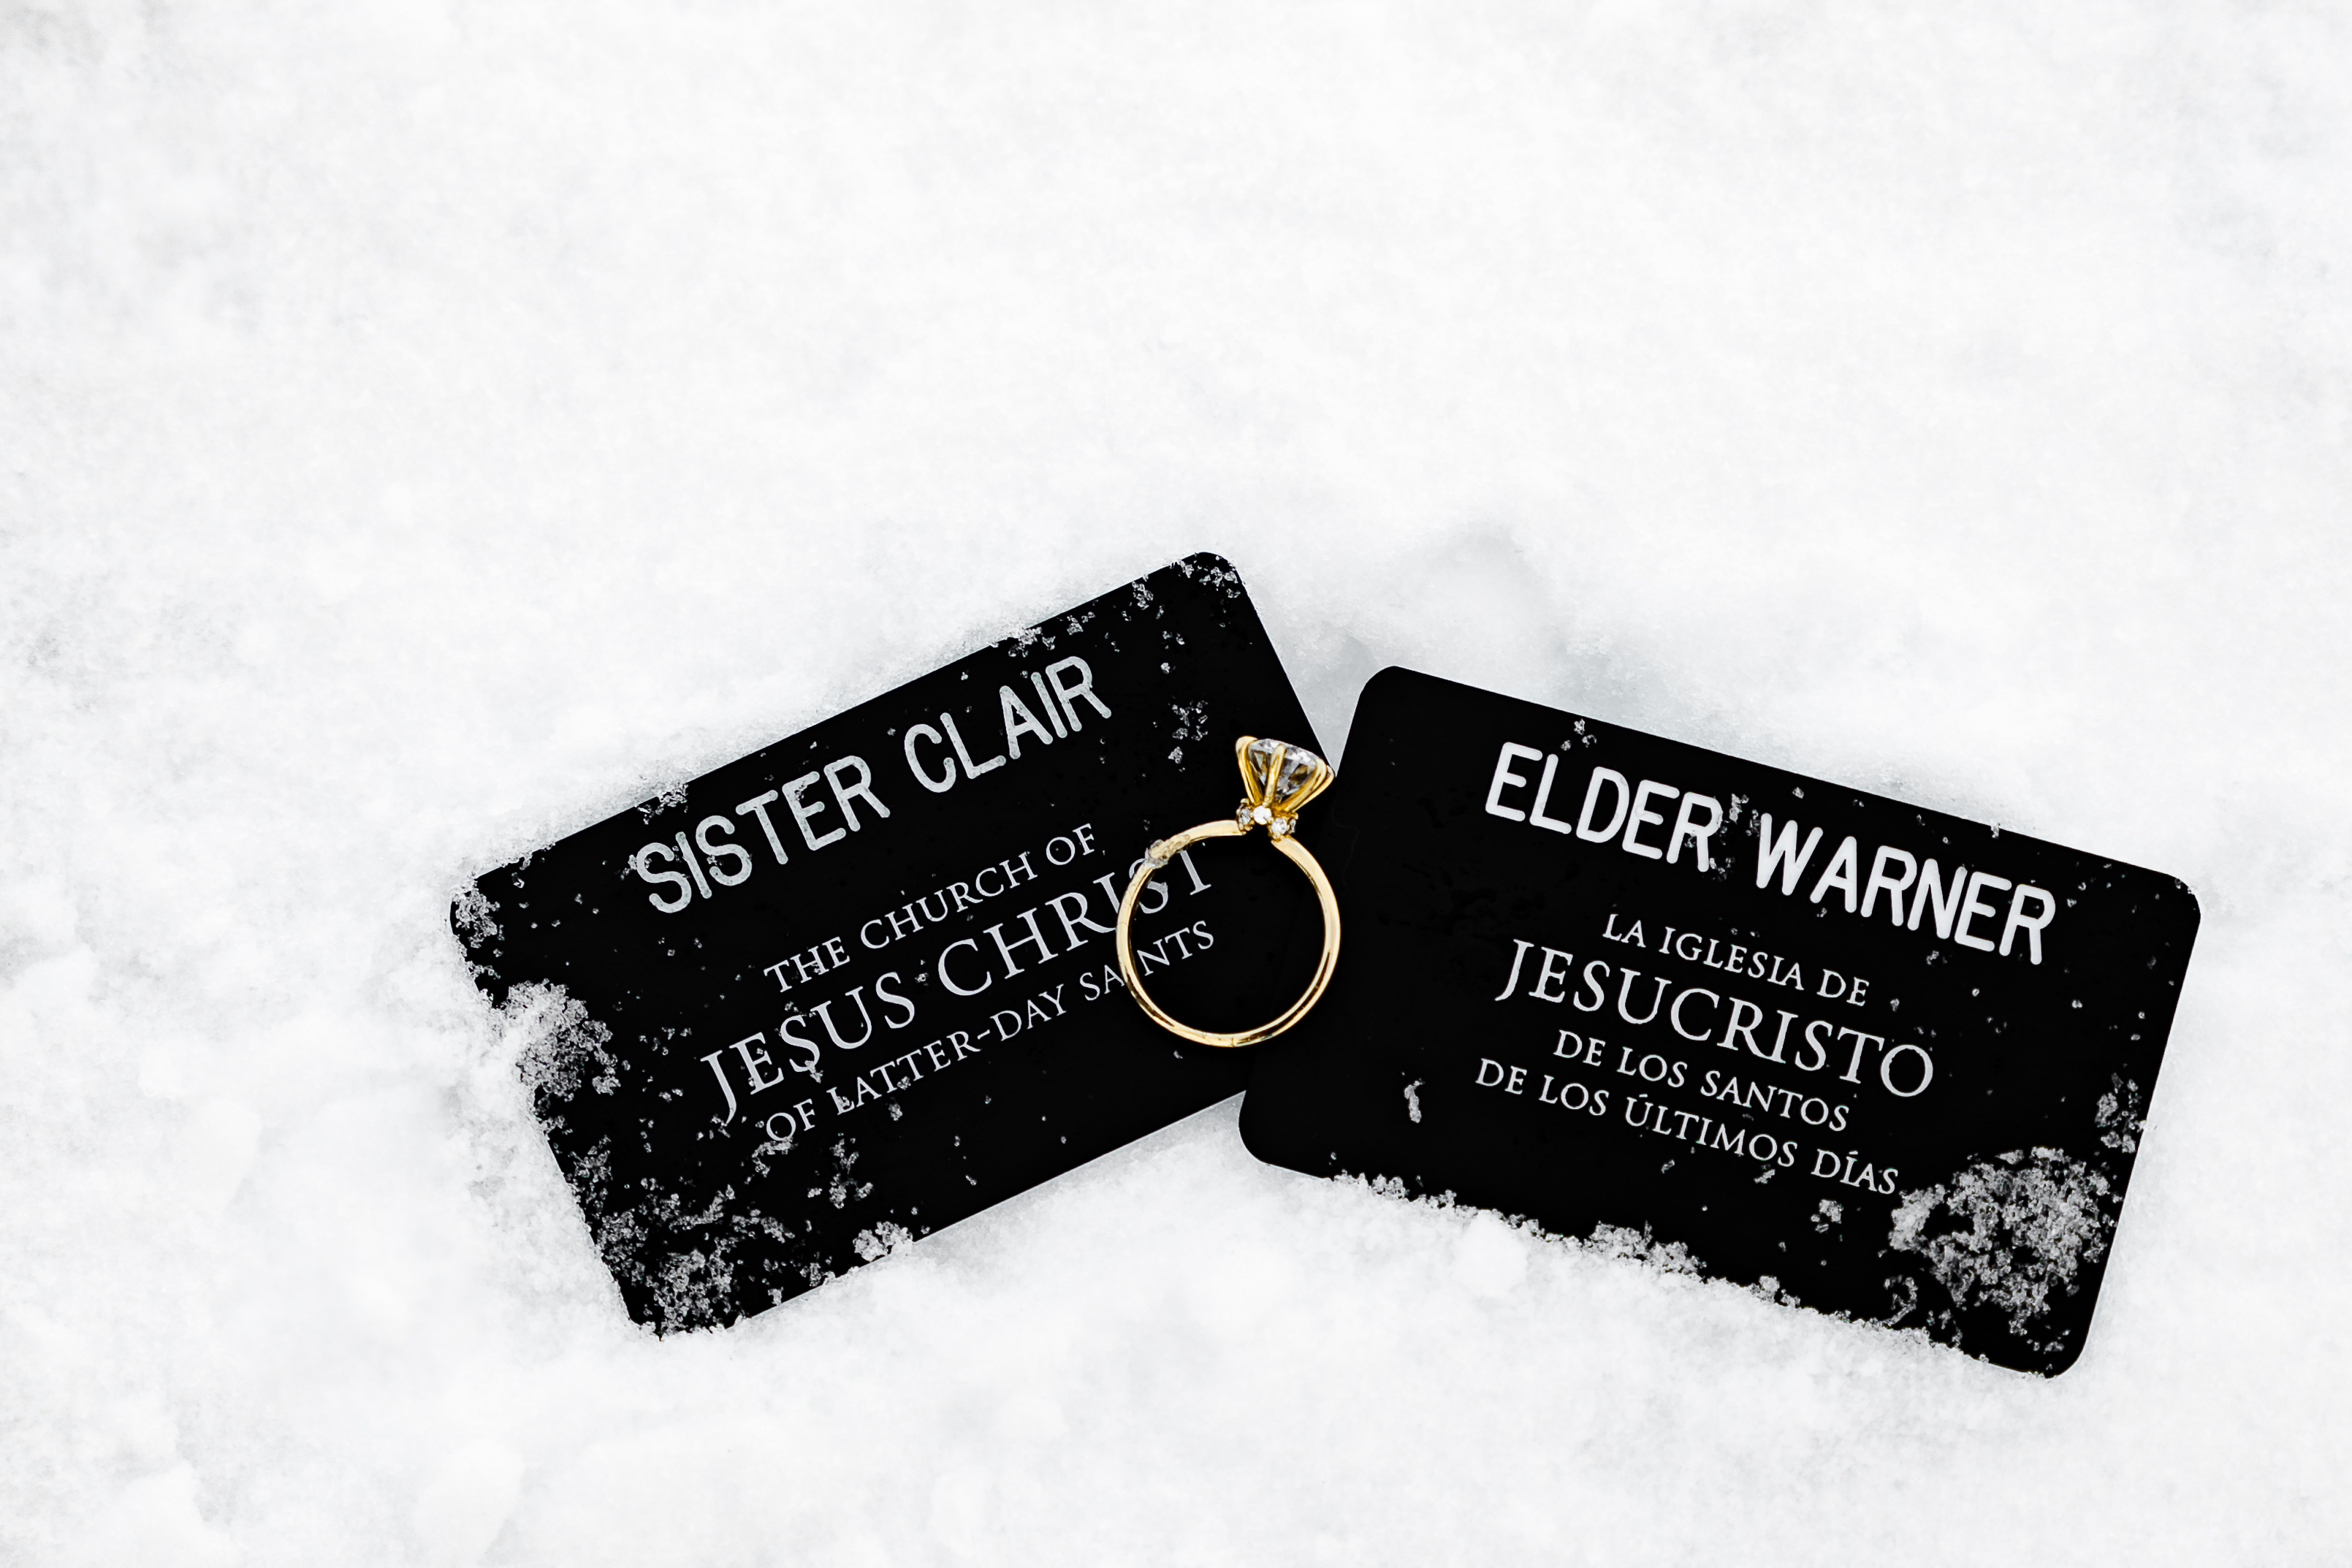 SISTER CLAIR
THE CHURCH OF
JESUS CHRIST
OF LATTER-DAY SAINTS
ELDER WARNER
LA IGLESIA DE
JESUCRISTO
DE LOS SANTOS
DE LOS ÚLTIMOS DÍAS